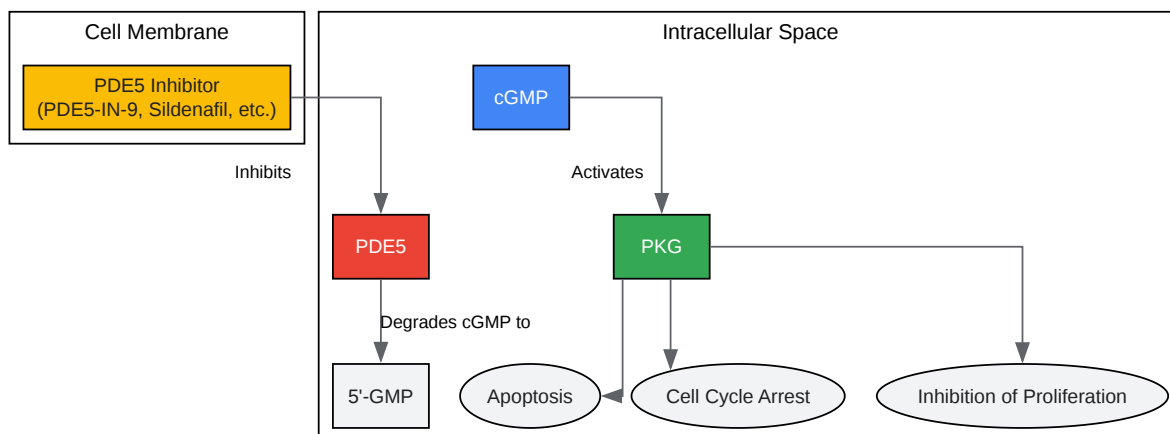 Cell Membrane
Intracellular Space
PDE5 Inhibitor
(PDE5-IN-9, Sildenafil, etc.)
cGMP
Inhibits
Activates
PDE5
PKG
Degrades cGMP to
5'-GMP
Apoptosis
Cell Cycle Arrest
Inhibition of Proliferation